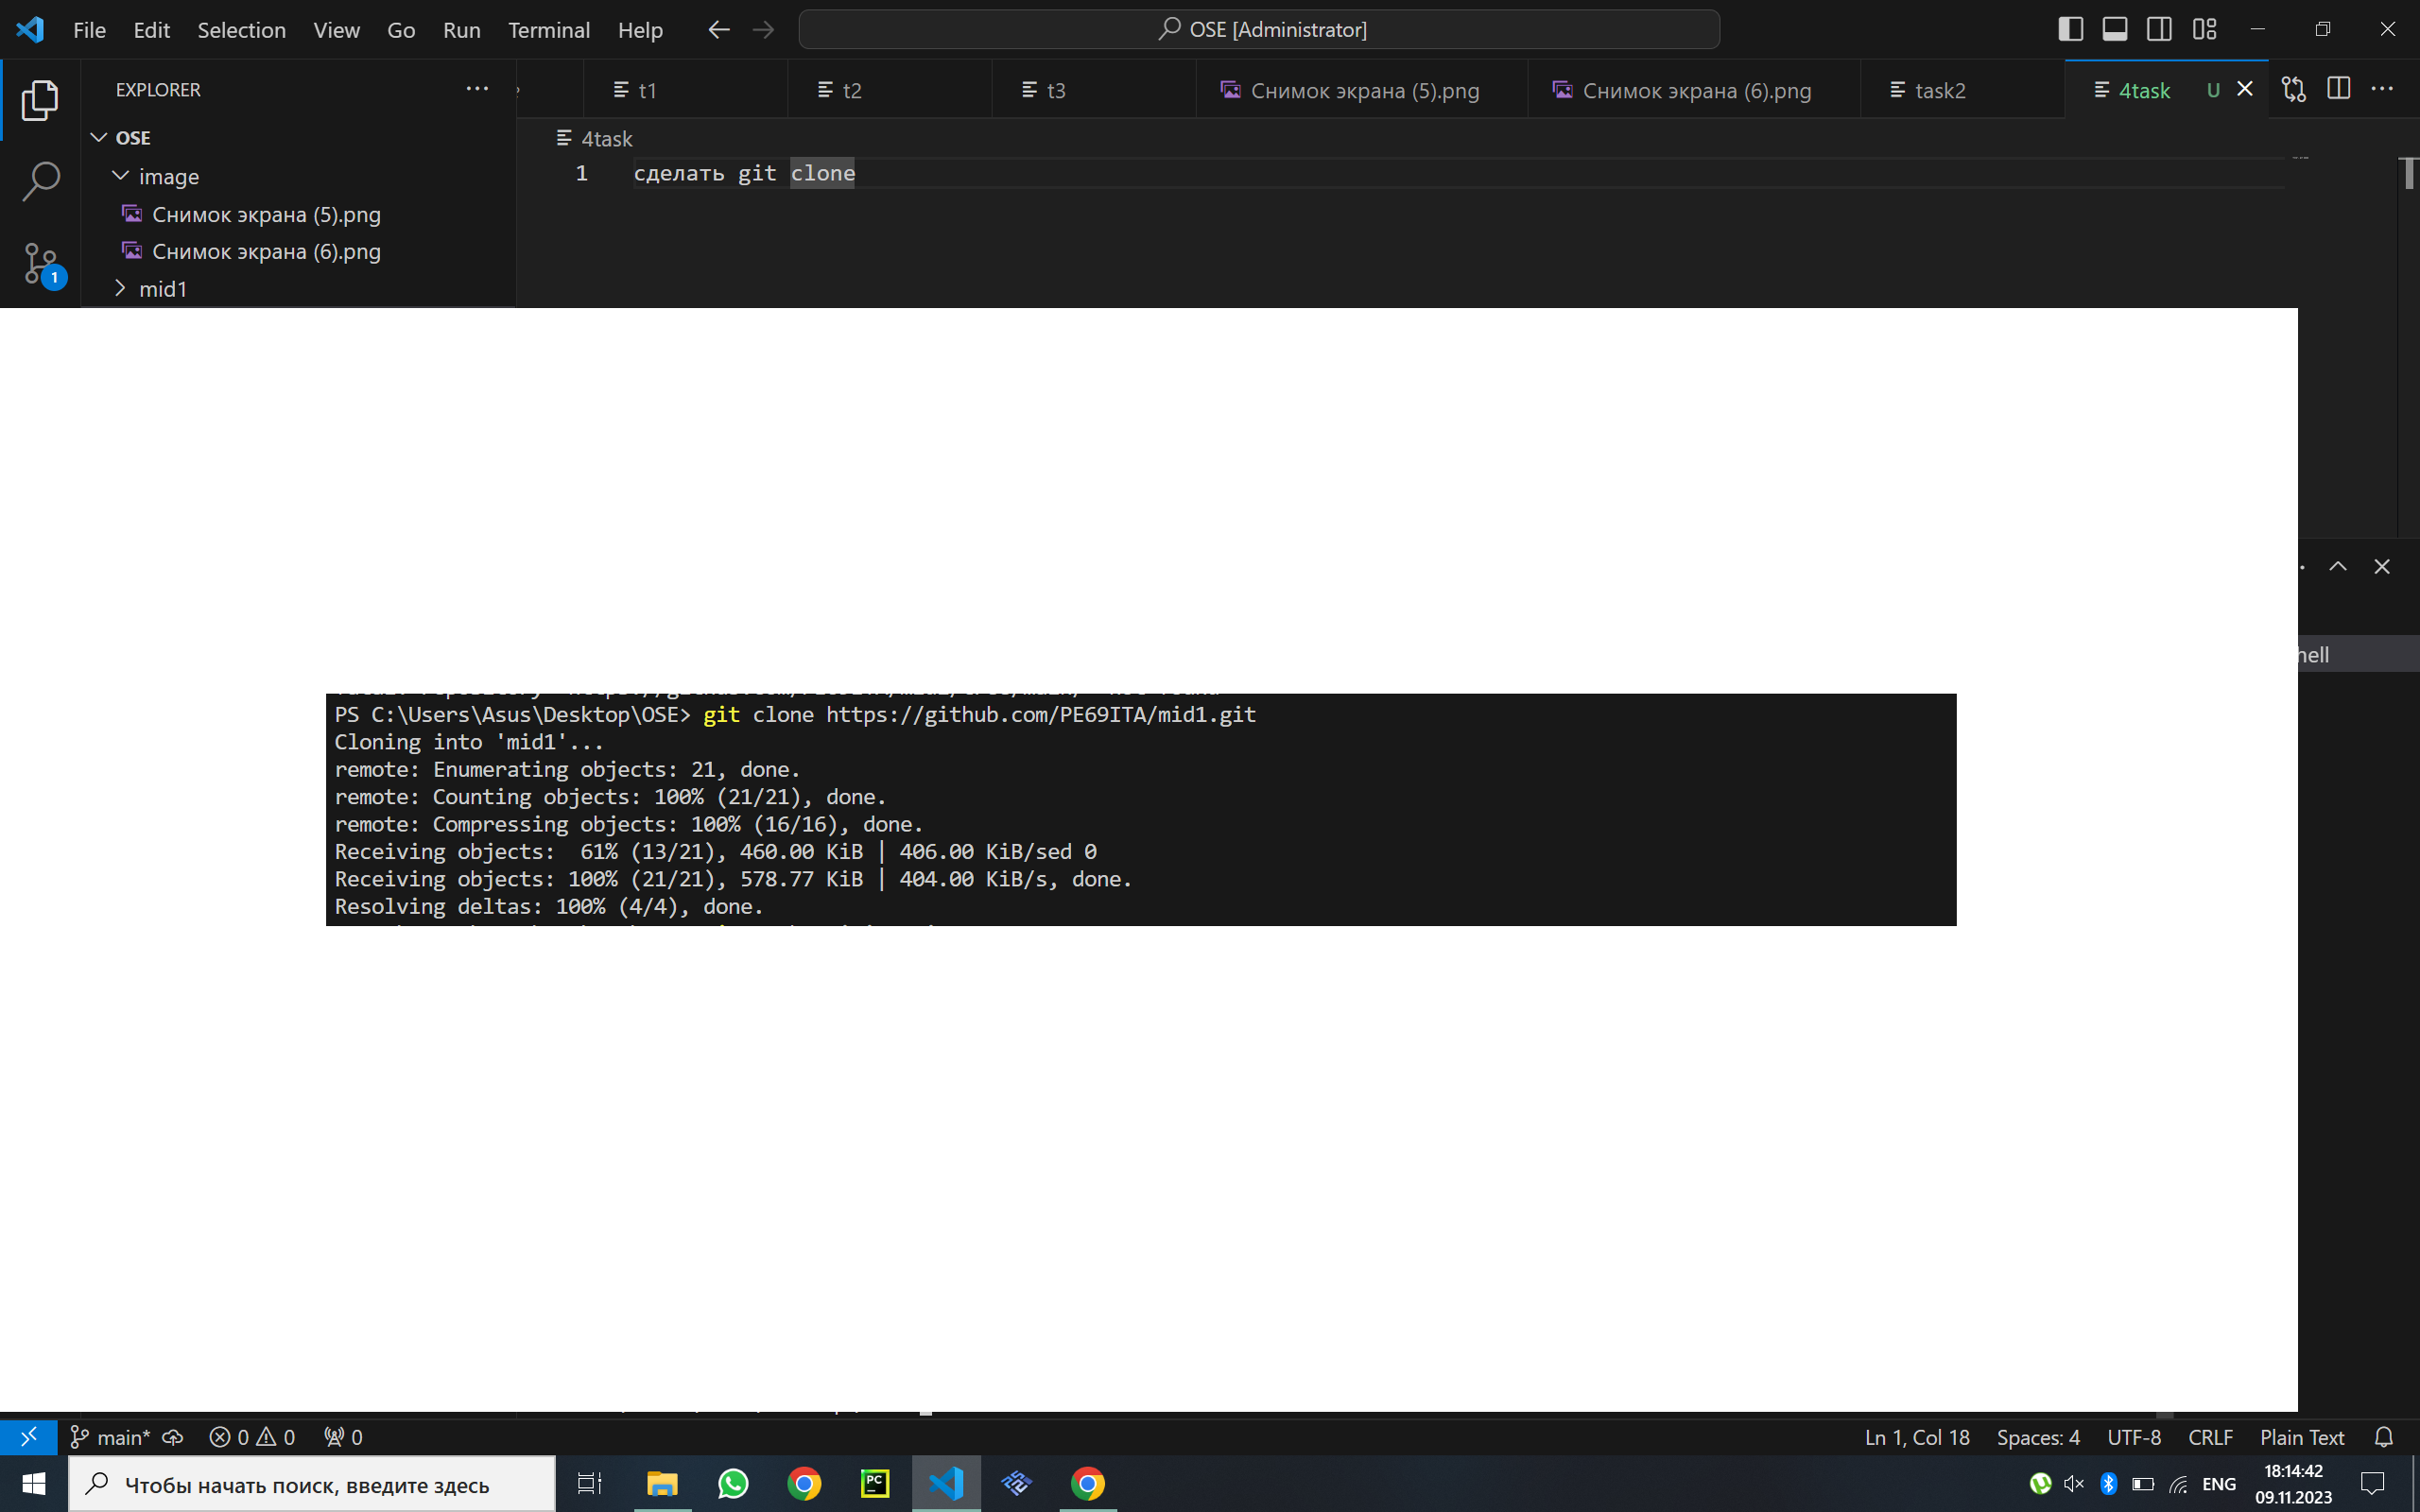 File Edit Selection View Go Run Terminal Help
OSE [Administrator]
EXPLORER
t1
t2
t3
Снимок экрана (5).png
Снимок экрана (6).png
task2
4task U
OSE
image
Снимок экрана (5).png
Снимок экрана (6).png
mid1
1
4task
1 сделать git clone
hell
PS C:\Users\Asus\Desktop\OSE> git clone https://github.com/PE69ITA/mid1.git
Cloning into 'mid1'...
remote: Enumerating objects: 21, done.
remote: Counting objects: 100% (21/21), done.
remote: Compressing objects: 100% (16/16), done.
Receiving objects:  61% (13/21), 460.00 KiB | 406.00 KiB/sed 0
Receiving objects: 100% (21/21), 578.77 KiB | 404.00 KiB/s, done.
Resolving deltas: 100% (4/4), done.
main* 0 0 0
Ln 1, Col 18 Spaces: 4 UTF-8 CRLF Plain Text
Чтобы начать поиск, введите здесь
PC
ENG
18:14:42
09.11.2023